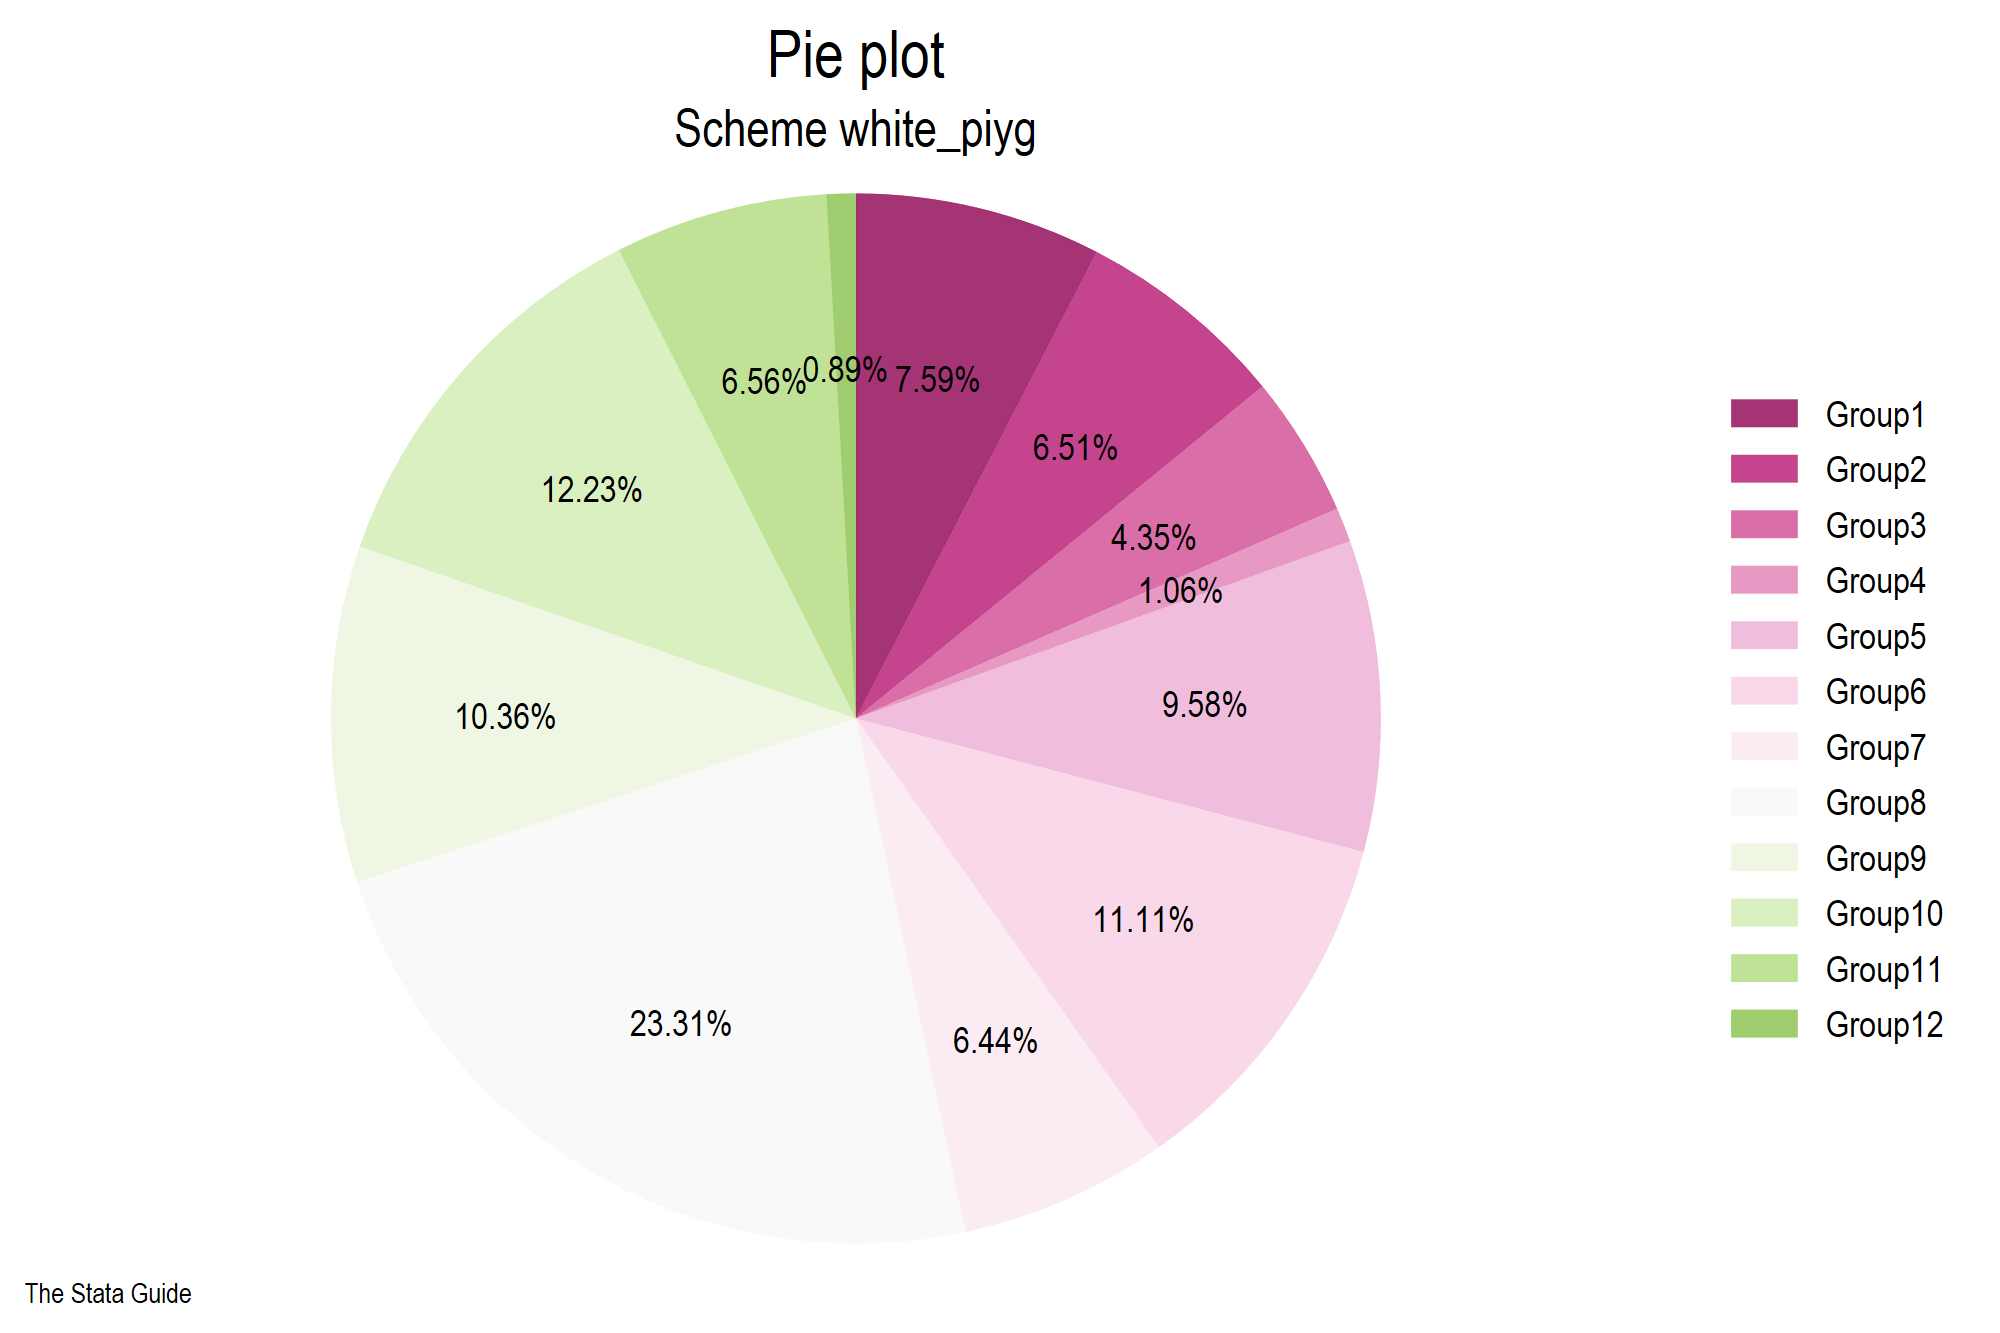 Pie plot
Scheme white_piyg
6.56%
0.89%
7.59%
6.51%
12.23%
4.35%
1.06%
10.36%
9.58%
11.11%
23.31%
6.44%
Group1
Group2
Group3
Group4
Group5
Group6
Group7
Group8
Group9
Group10
Group11
Group12
The Stata Guide